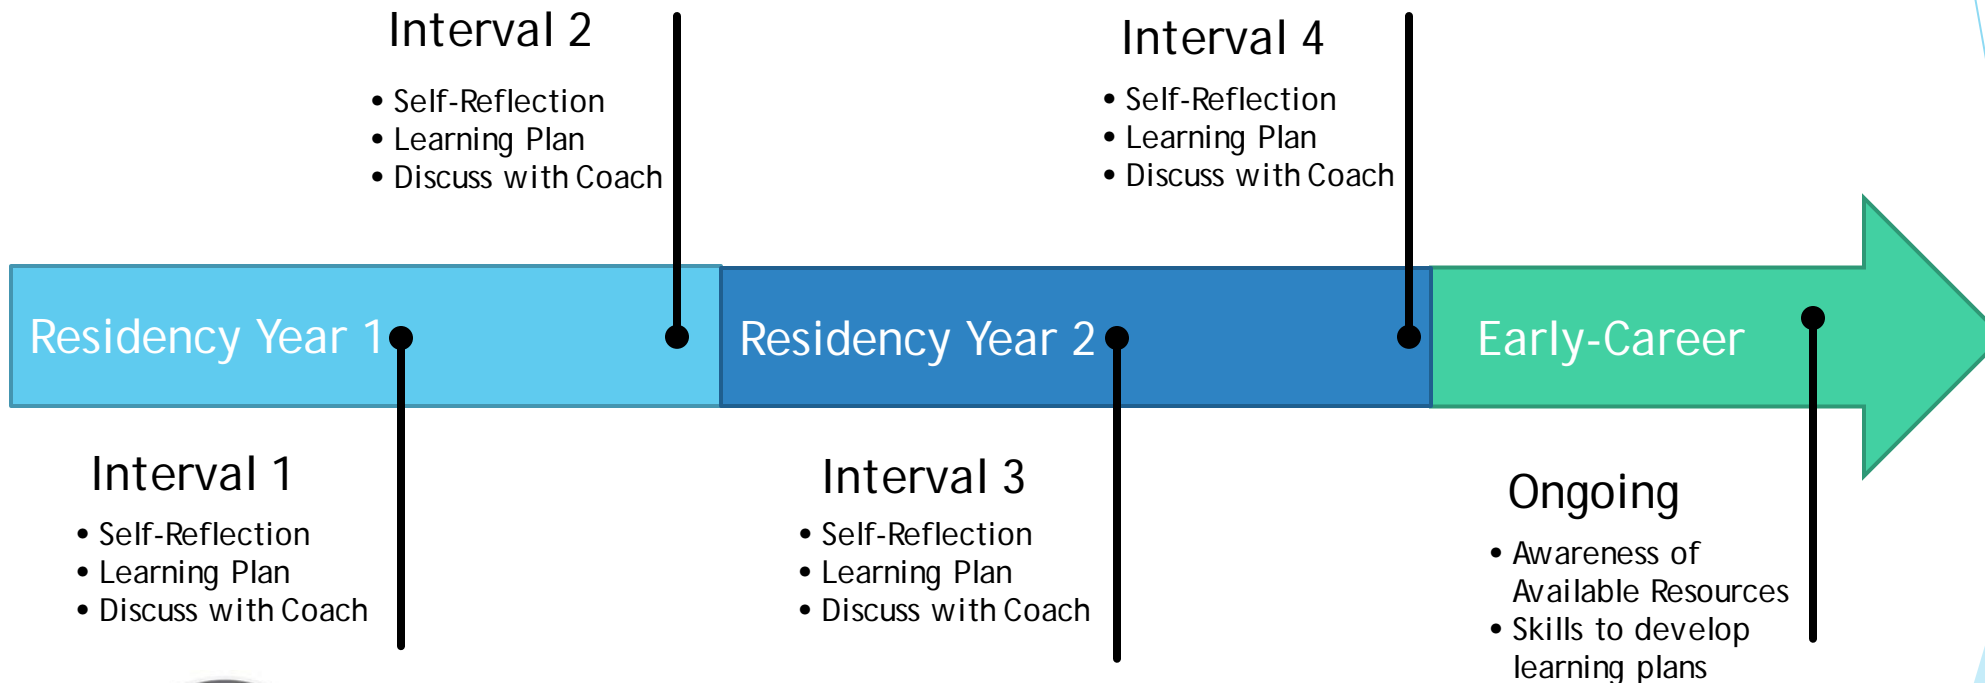 Interval 2
• Self-Reflection
• Learning Plan
• Discuss with Coach
Interval 4
• Self-Reflection
• Learning Plan
• Discuss with Coach
Residency Year 1
Residency Year 2
Early-Career
Interval 1
• Self-Reflection
• Learning Plan
• Discuss with Coach
Interval 3
• Self-Reflection
• Learning Plan
• Discuss with Coach
Ongoing
• Awareness of
Available Resources
• Skills to develop
learning plans